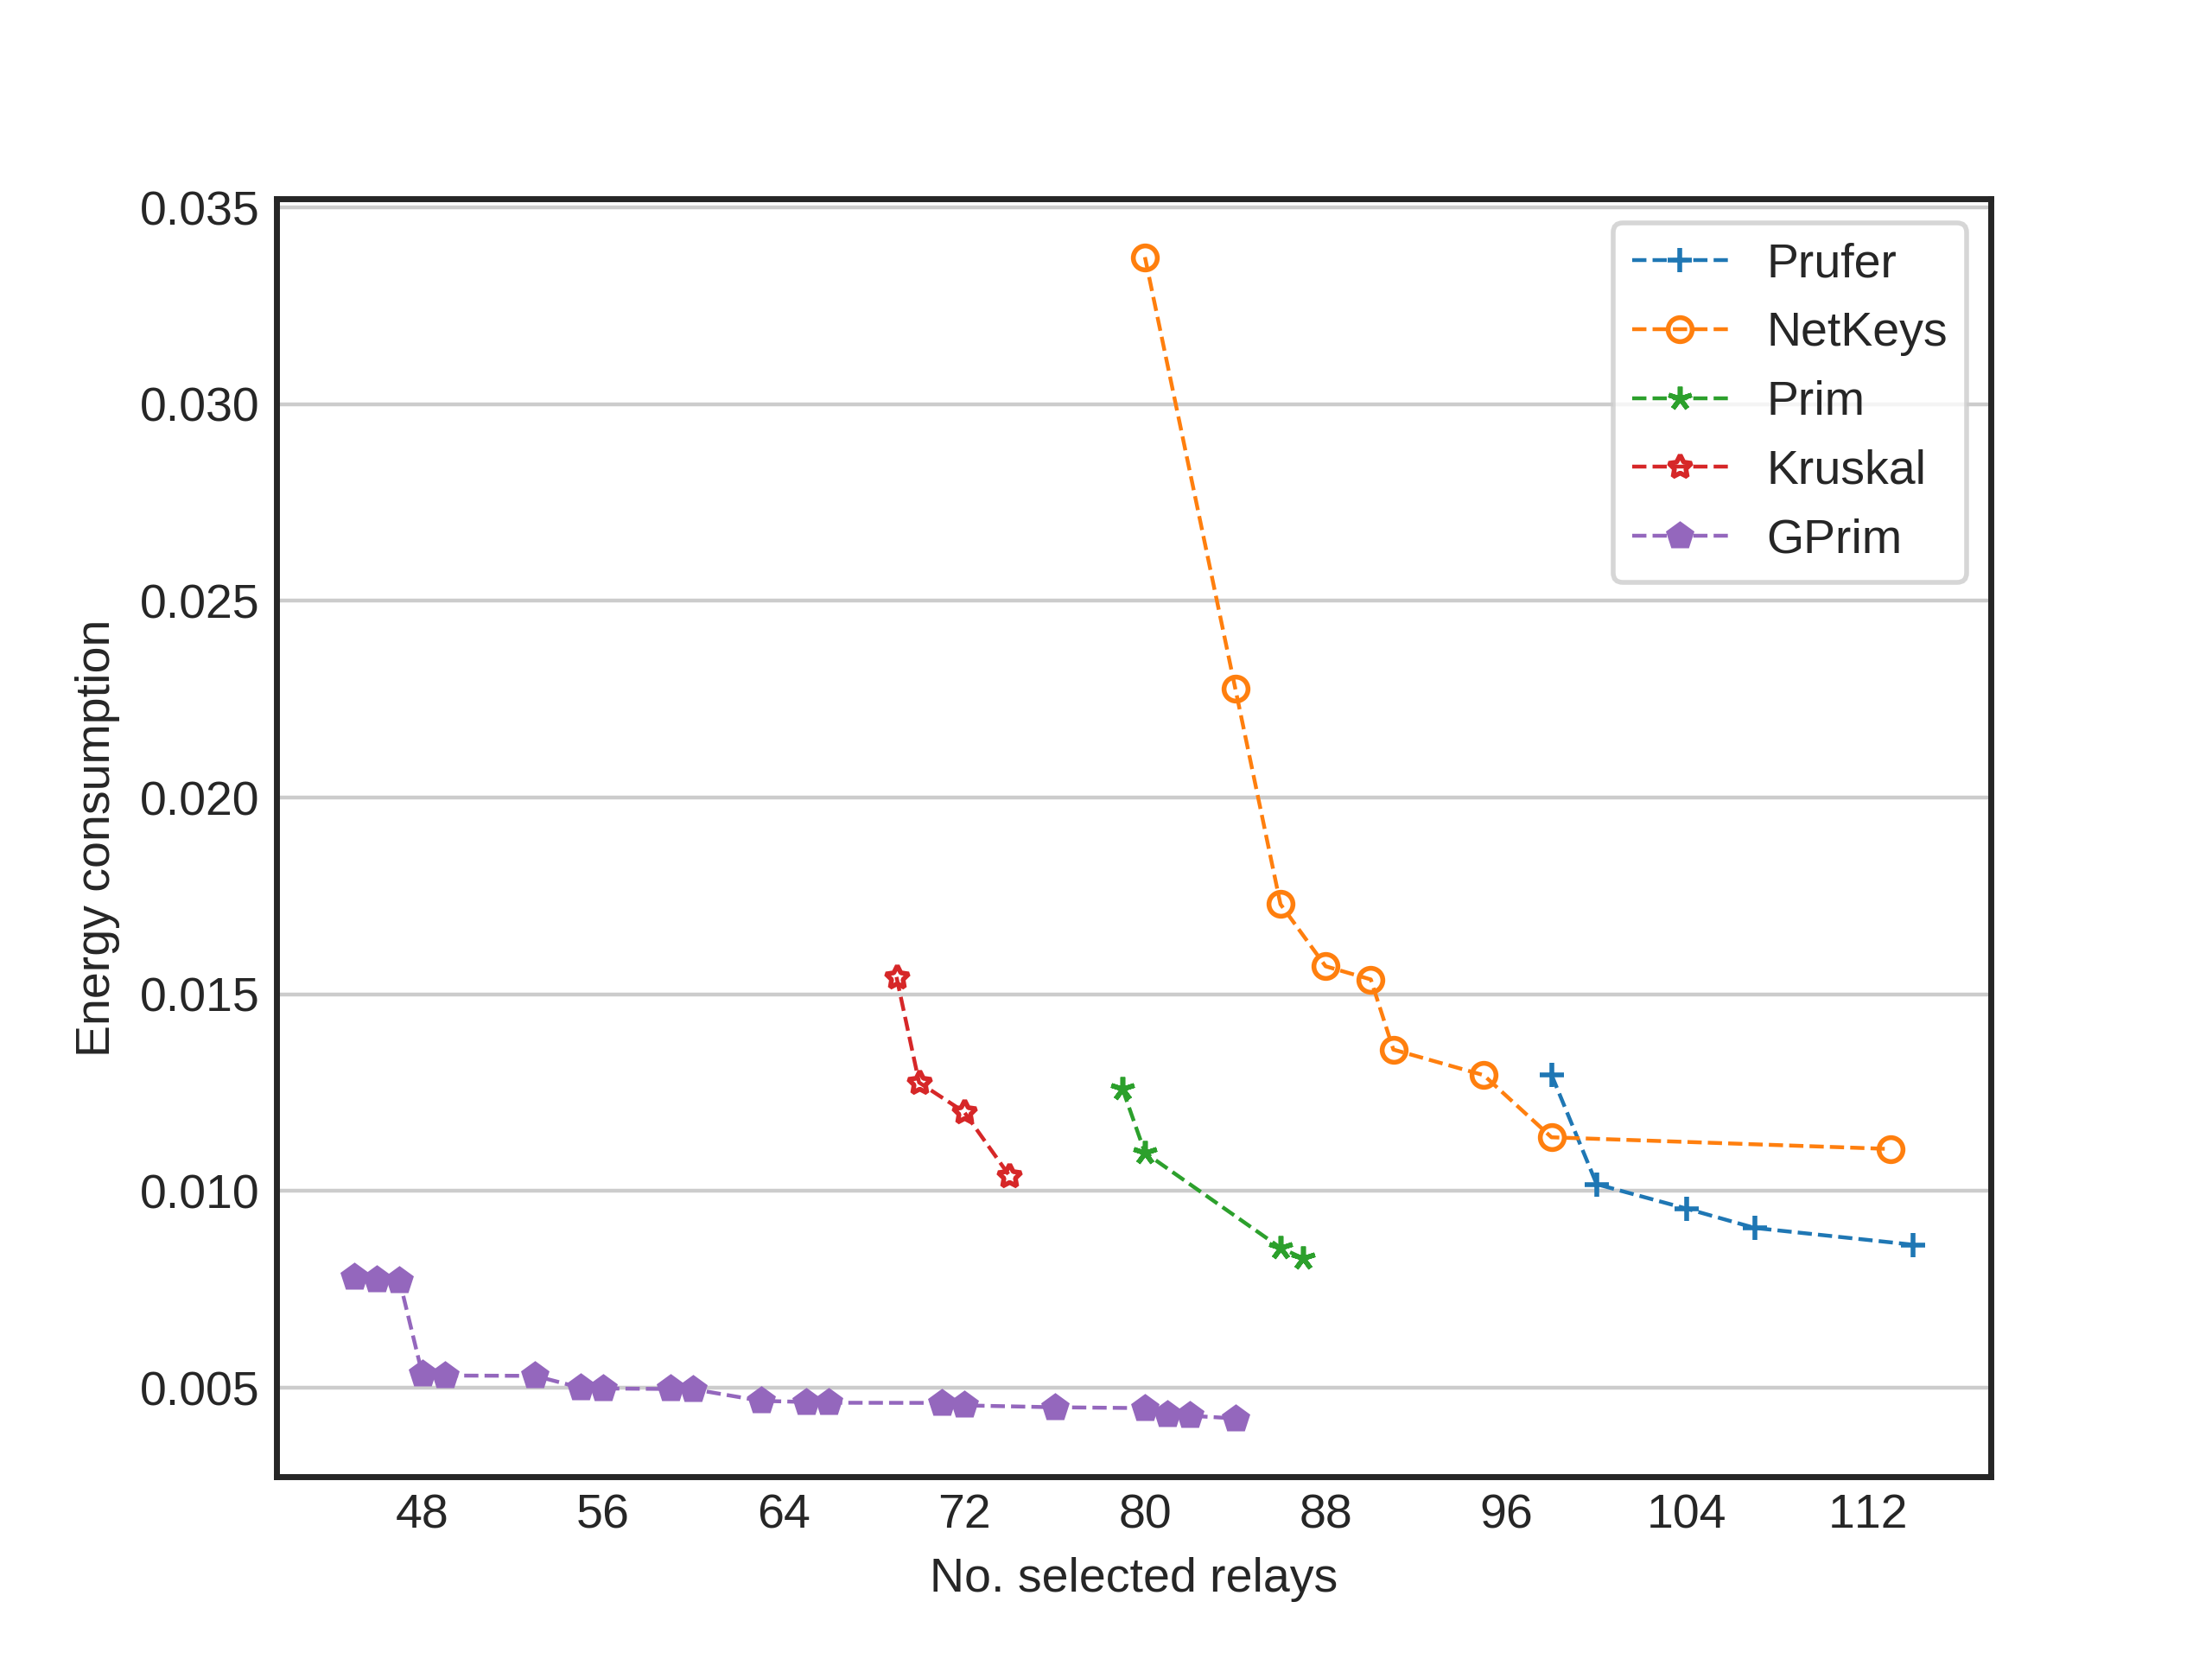 0.035
0.030
0.025
0.020
0.015
0.010
0.005
Energy consumption
48 56 64 72 80 88 96 104 112
No. selected relays
Prufer
NetKeys
Prim
Kruskal
GPrim